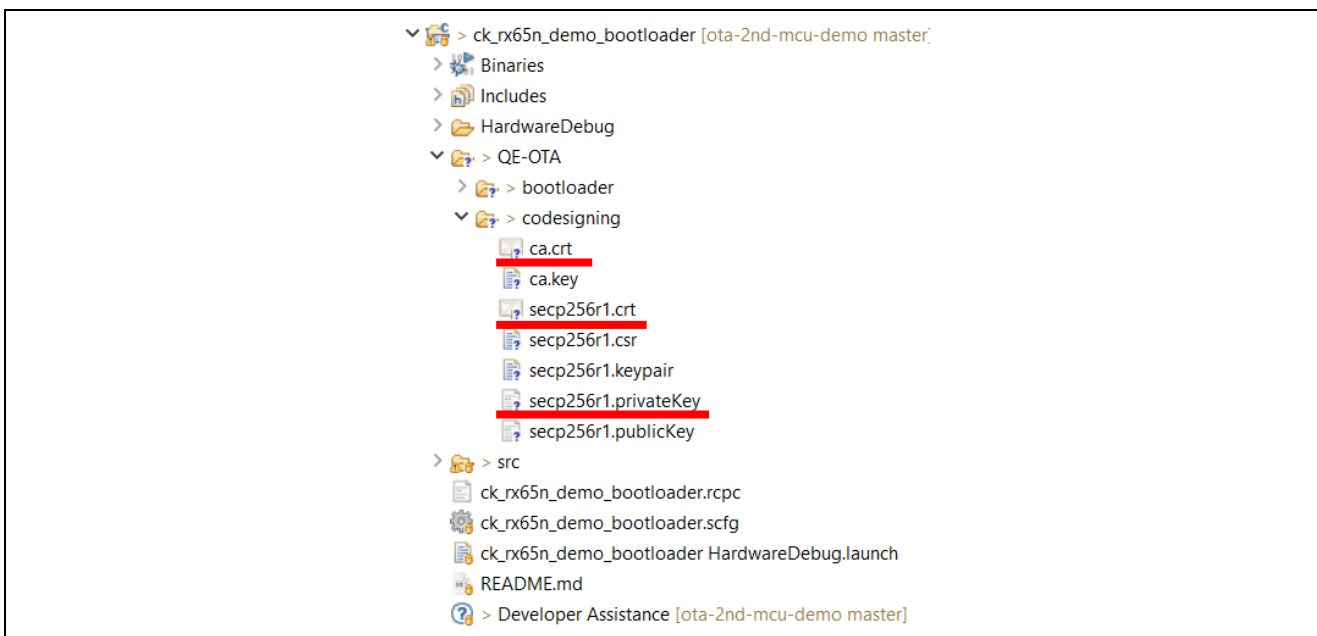 > ck_rx65n_demo_bootloader [ota-2nd-mcu-demo master]
Binaries
Includes
HardwareDebug
> QE-OTA
> bootloader
> codesigning
ca.crt
ca.key
secp256r1.crt
secp256r1.csr
secp256r1.keypair
secp256r1.privateKey
secp256r1.publicKey
> src
ck_rx65n_demo_bootloader.rcpc
ck_rx65n_demo_bootloader.scfg
ck_rx65n_demo_bootloader HardwareDebug.launch
README.md
> Developer Assistance [ota-2nd-mcu-demo master]